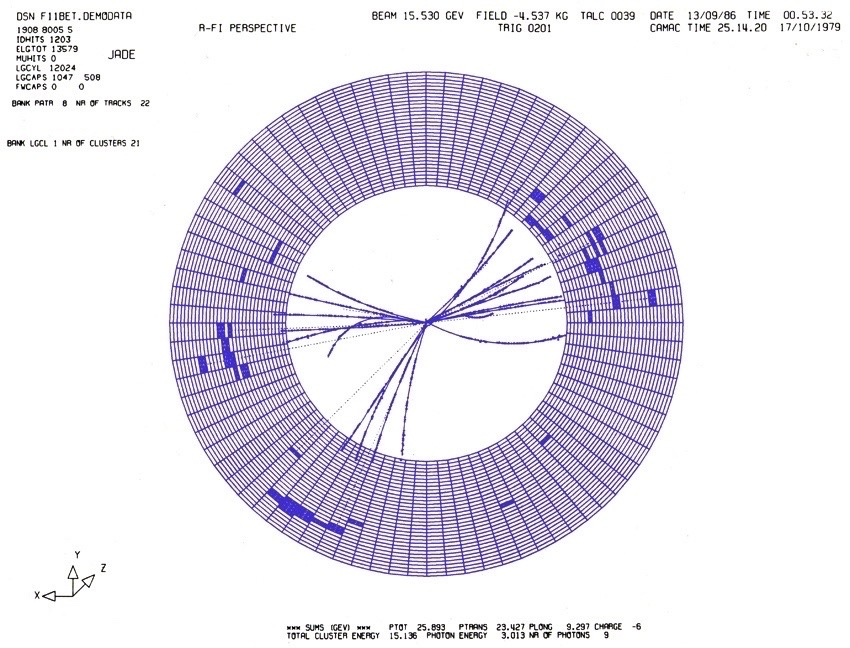 DSN F11BET.DEMODATA
1908 8005 5
IDHITS 1203
ELGTOT 13579
MUHITS 0
LGCYL 12024
LGCAPS 1047 508
FWCAPS 0 0
JADE
BANK PATR 8 NR OF TRACKS 22
BANK LGCL 1 NR OF CLUSTERS 21
R-FI PERSPECTIVE
BEAM 15.530 GEV FIELD -4.537 KG TALC 0039 DATE 13/09/86 TIME 00.53.32
TRIG 0201 CAMAC TIME 25.14.20 17/10/1979
Y
Z
X
*** SUMS (GEV) *** PTOT 25.893 PTRANS 23.427 PLONG 9.297 CHARGE -6
TOTAL CLUSTER ENERGY 15.136 PHOTON ENERGY 3.013 NR OF PHOTONS 9